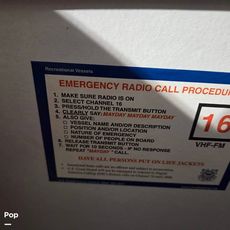 Recreational Vessels
EMERGENCY RADIO CALL PROCEDU
1. MAKE SURE RADIO IS ON
2. SELECT CHANNEL 16
3. PRESS/HOLD THE TRANSMIT BUTTON
4. CLEARLY SAY: MAYDAY MAYDAY MAYDAY
5. ALSO GIVE:
VESSEL NAME AND/OR DESCRIPTION
POSITION AND/OR LOCATION
NATURE OF EMERGENCY
NUMBER OF PEOPLE ON BOARD
6. RELEASE TRANSMIT BUTTON
7. WAIT FOR 10 SECONDS - IF NO RESPONSE
REPEAT "MAYDAY" CALL.
16
VHF-FM
HAVE ALL PERSONS PUT ON LIFE JACKETS
Pop